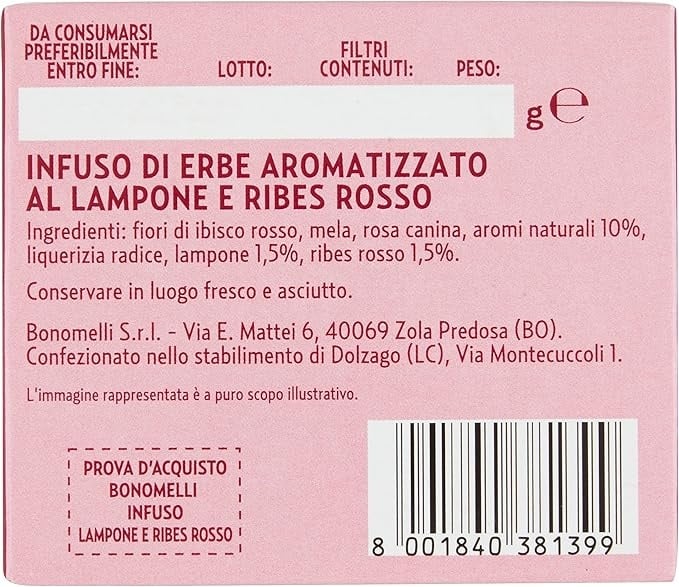 DA CONSUMARSI
PREFERIBILMENTE
ENTRO FINE:
LOTTO:
FILTRI
CONTENUTI:
PESO:
g e
INFUSO DI ERBE AROMATIZZATO
AL LAMPONE E RIBES ROSSO
Ingredienti: fiori di ibisco rosso, mela, rosa canina, aromi naturali 10%,
liquerizia radice, lampone 1,5%, ribes rosso 1,5%.
Conservare in luogo fresco e asciutto.
Bonomelli S.r.l. - Via E. Mattei 6, 40069 Zola Predosa (BO).
Confezionato nello stabilimento di Dolzago (LC), Via Montecuccoli 1.
L'immagine rappresentata è a puro scopo illustrativo.
PROVA D'ACQUISTO
BONOMELLI
INFUSO
LAMPONE E RIBES ROSSO
8 001840 381399